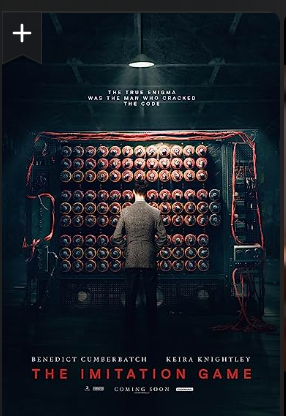 THE TRUE ENIGMA
WAS THE MAN WHO CRACKED
THE CODE
BENEDICT CUMBERBATCH KEIRA KNIGHTLEY
THE IMITATION GAME
COMING SOON